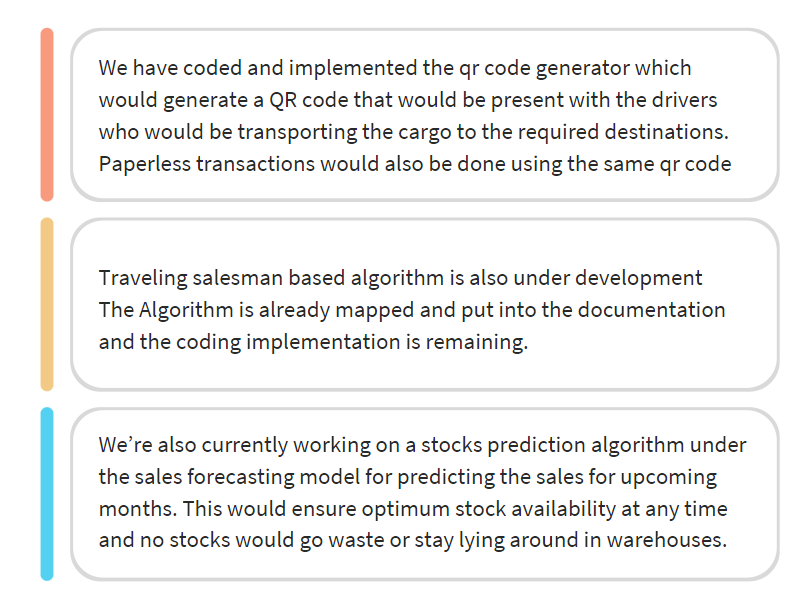 We have coded and implemented the qr code generator which
would generate a QR code that would be present with the drivers
who would be transporting the cargo to the required destinations.
Paperless transactions would also be done using the same qr code
Traveling salesman based algorithm is also under development
The Algorithm is already mapped and put into the documentation
and the coding implementation is remaining.
We’re also currently working on a stocks prediction algorithm under
the sales forecasting model for predicting the sales for upcoming
months. This would ensure optimum stock availability at any time
and no stocks would go waste or stay lying around in warehouses.